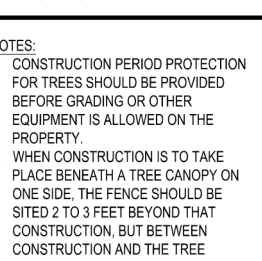 OTES:
CONSTRUCTION PERIOD PROTECTION
FOR TREES SHOULD BE PROVIDED
BEFORE GRADING OR OTHER
EQUIPMENT IS ALLOWED ON THE
PROPERTY.
WHEN CONSTRUCTION IS TO TAKE
PLACE BENEATH A TREE CANOPY ON
ONE SIDE, THE FENCE SHOULD BE
SITED 2 TO 3 FEET BEYOND THAT
CONSTRUCTION, BUT BETWEEN
CONSTRUCTION AND THE TREE